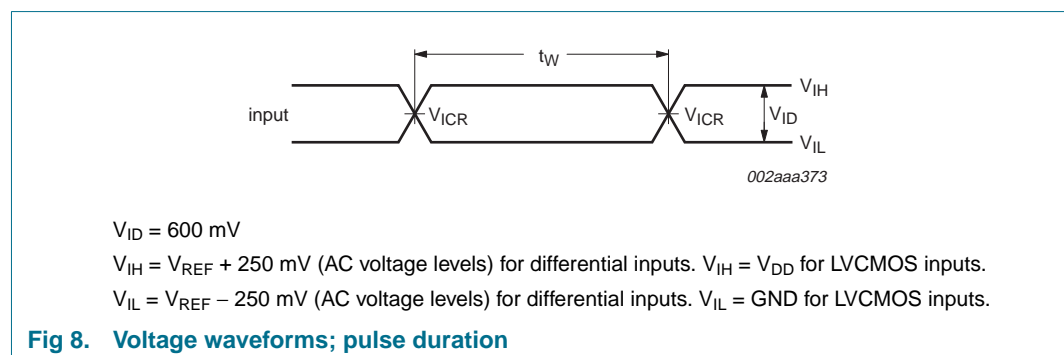 tW
VIH
input
VICR
VICR
VID
VIL
002aaa373
VID = 600 mV
VIH = VREF + 250 mV (AC voltage levels) for differential inputs. VIH = VDD for LVCMOS inputs.
VIL = VREF − 250 mV (AC voltage levels) for differential inputs. VIL = GND for LVCMOS inputs.
Fig 8. Voltage waveforms; pulse duration